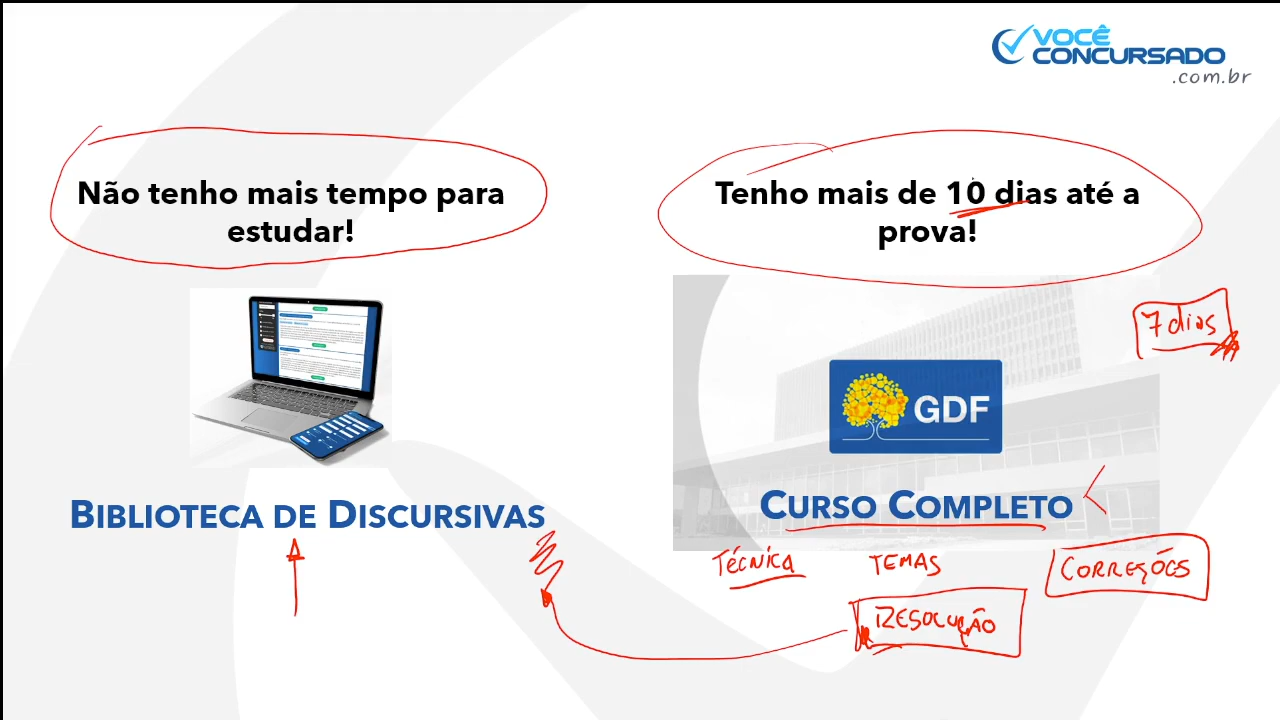 VOCÊ
CONCURSADO
.com.br
Não tenho mais tempo para
estudar!
Tenho mais de 10 dias até a
prova!
7 dias
GDF
BIBLIOTECA DE DISCURSIVAS
CURSO COMPLETO
TÉCNICA TEMAS CORREÇÕES
RESOLUÇÃO